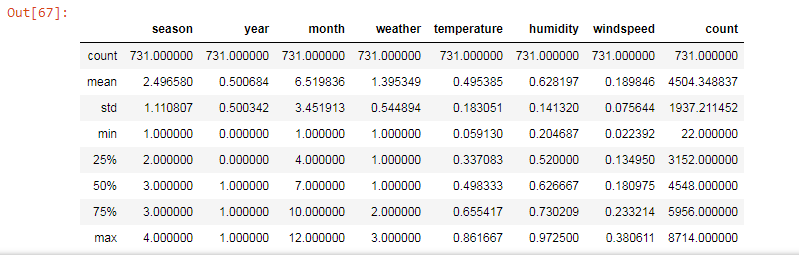 Out[67]:
season year month weather temperature humidity windspeed count
count 731.000000 731.000000 731.000000 731.000000 731.000000 731.000000 731.000000 731.000000
mean 2.496580 0.500684 6.519836 1.395349 0.495385 0.628197 0.189846 4504.348837
std 1.110807 0.500342 3.451913 0.544894 0.183051 0.141320 0.075644 1937.211452
min 1.000000 0.000000 1.000000 1.000000 0.059130 0.204687 0.022392 22.000000
25% 2.000000 0.000000 4.000000 1.000000 0.337083 0.520000 0.134950 3152.000000
50% 3.000000 1.000000 7.000000 1.000000 0.498333 0.626667 0.180975 4548.000000
75% 3.000000 1.000000 10.000000 2.000000 0.655417 0.730209 0.233214 5956.000000
max 4.000000 1.000000 12.000000 3.000000 0.861667 0.972500 0.380611 8714.000000